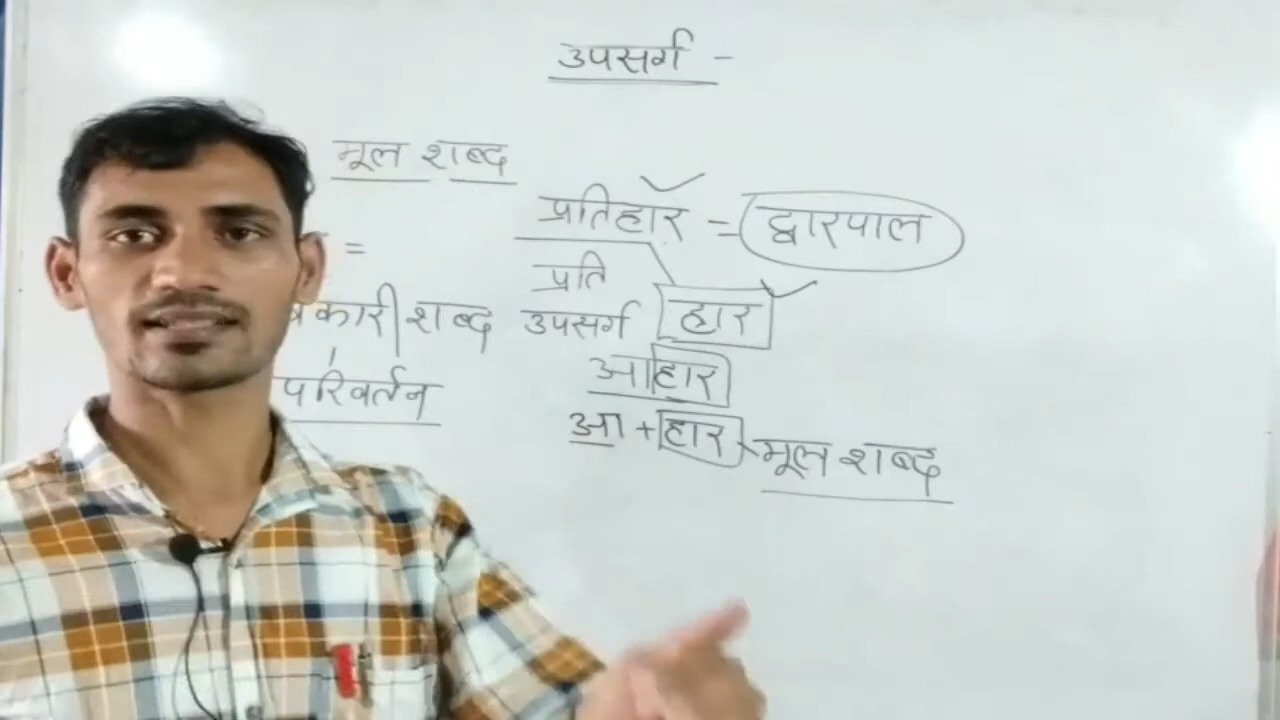 उपसर्ग -
मूल शब्द
प्रतिहार = द्वारपाल
=
प्रति
शब्द उपसर्ग हार
आहार
परिवर्तन
आ + हार मूल शब्द